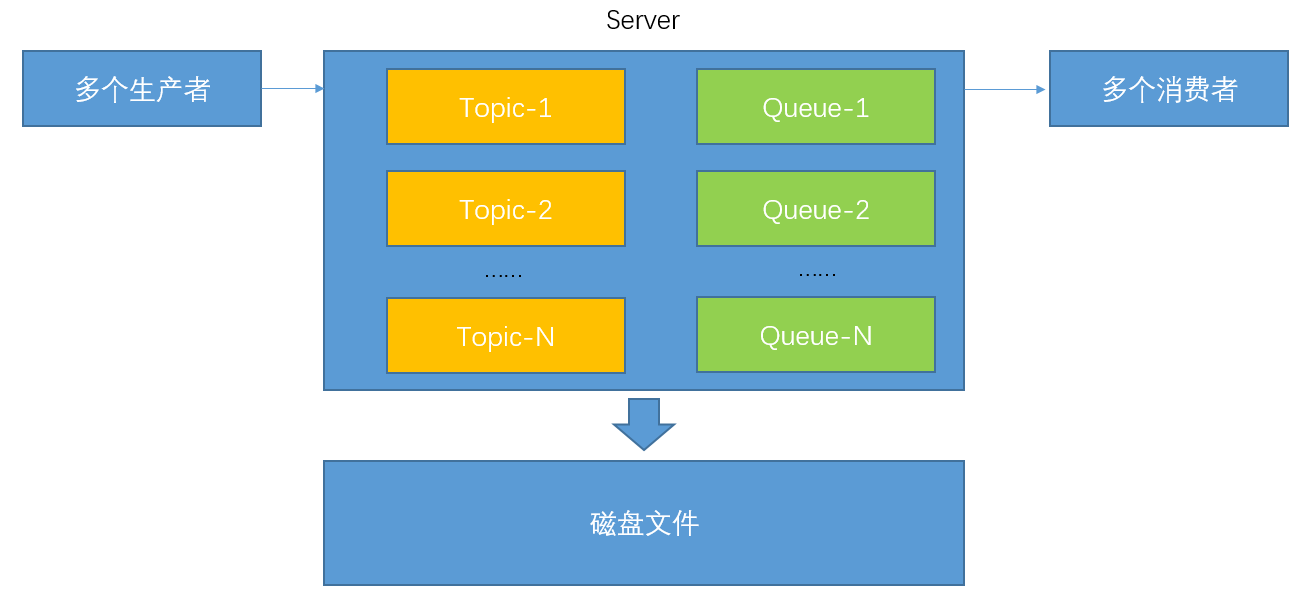 Server
多个生产者
Topic-1
Queue-1
多个消费者
Topic-2
Queue-2
……
……
Topic-N
Queue-N
磁盘文件